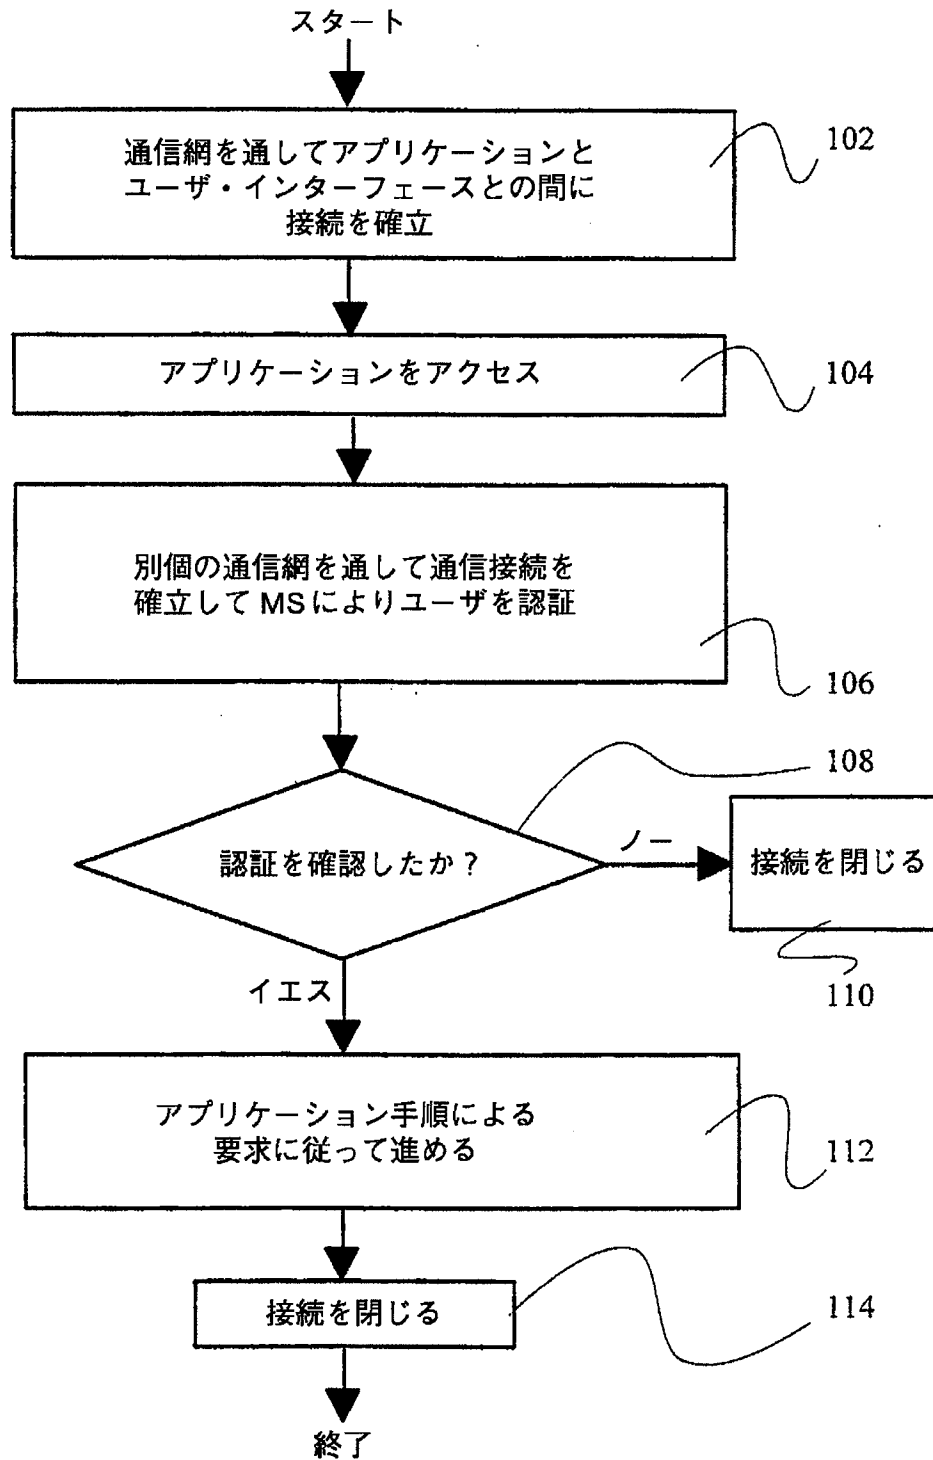 スタート
通信網を通してアプリケーションと
ユーザ・インターフェースとの間に
接続を確立
102
アプリケーションをアクセス
104
別個の通信網を通して通信接続を
確立してMSによりユーザを認証
106
108
認証を確認したか?
ノー
接続を閉じる
110
イエス
アプリケーション手順による
要求に従って進める
112
接続を閉じる
114
終了